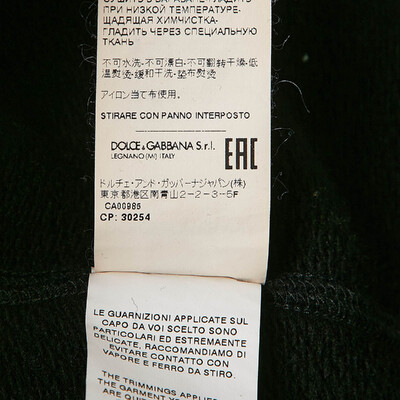 СУШИТЬ В БАРАБАНЕ-ГЛАДИТЬ
ПРИ НИЗКОЙ ТЕМПЕРАТУРЕ-
ЩАДЯЩАЯ ХИМЧИСТКА-
ГЛАДИТЬ ЧЕРЕЗ СПЕЦИАЛЬНУЮ
ТКАНЬ
不可水洗-不可漂白-不可翻转干燥-低
温熨烫-缓和干洗-垫布熨烫
アイロン当て布使用。
STIRARE CON PANNO INTERPOSTO
DOLCE & GABBANA S.r.l.
LEGNANO (MI) ITALY
EAC
ドルチェ・アンド・ガッバーナジャパン(株)
東京都港区南青山2-2-3-5F
CA00985
CP: 30254
LE GUARNIZIONI APPLICATE SUL
CAPO DA VOI SCELTO SONO
PARTICOLARI ED ESTREMAMENTE
DELICATE, RACCOMANDIAMO DI
EVITARE CONTATTO CON
VAPORE E FERRO DA STIRO.
THE TRIMMINGS APPLIED
THE GARMENT
ARE